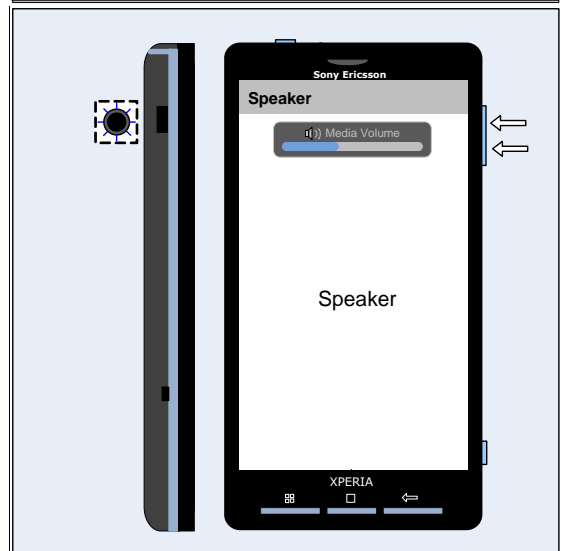 Sony Ericsson
Speaker
Media Volume
Speaker
XPERIA